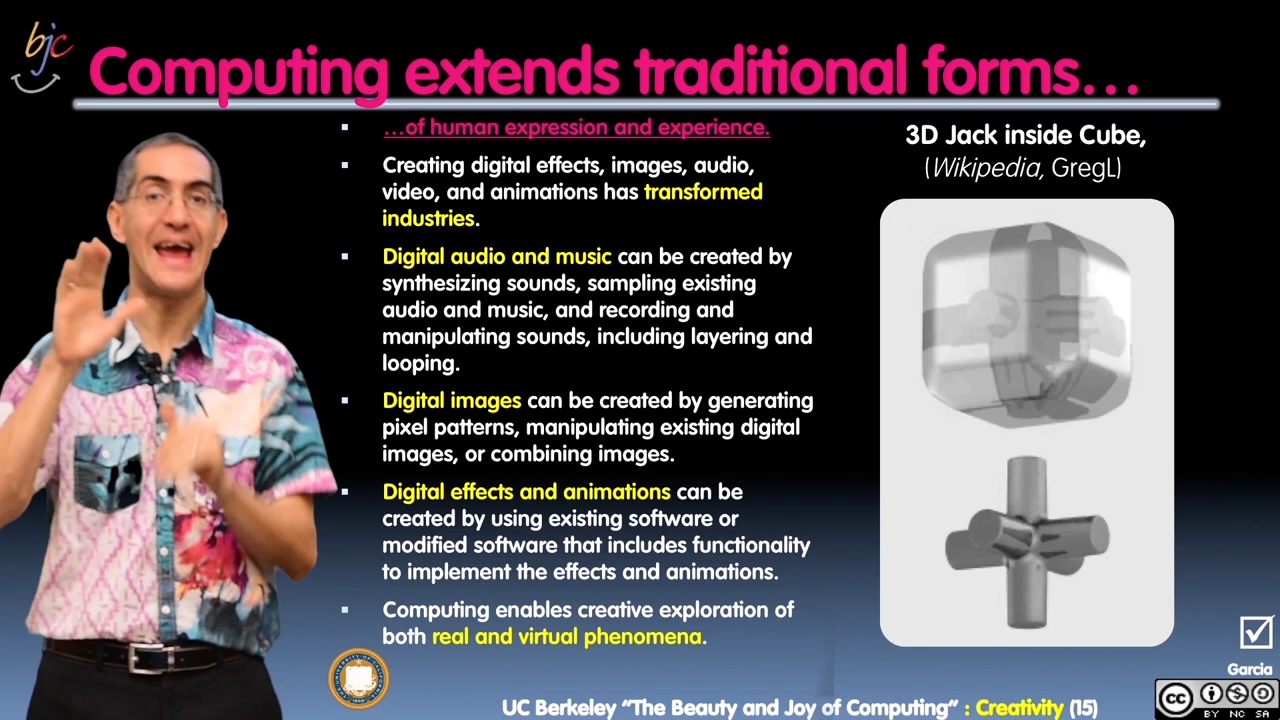 bjc
Computing extends traditional forms…
…of human expression and experience.
Creating digital effects, images, audio,
video, and animations has transformed
industries.
Digital audio and music can be created by
synthesizing sounds, sampling existing
audio and music, and recording and
manipulating sounds, including layering and
looping.
Digital images can be created by generating
pixel patterns, manipulating existing digital
images, or combining images.
Digital effects and animations can be
created by using existing software or
modified software that includes functionality
to implement the effects and animations.
Computing enables creative exploration of
both real and virtual phenomena.
3D Jack inside Cube,
(Wikipedia, GregL)
Garcia
cc
BY NC SA
UC Berkeley “The Beauty and Joy of Computing” : Creativity (15)